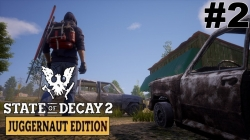 #2
STATE OF DECAY 2
JUGGERNAUT EDITION